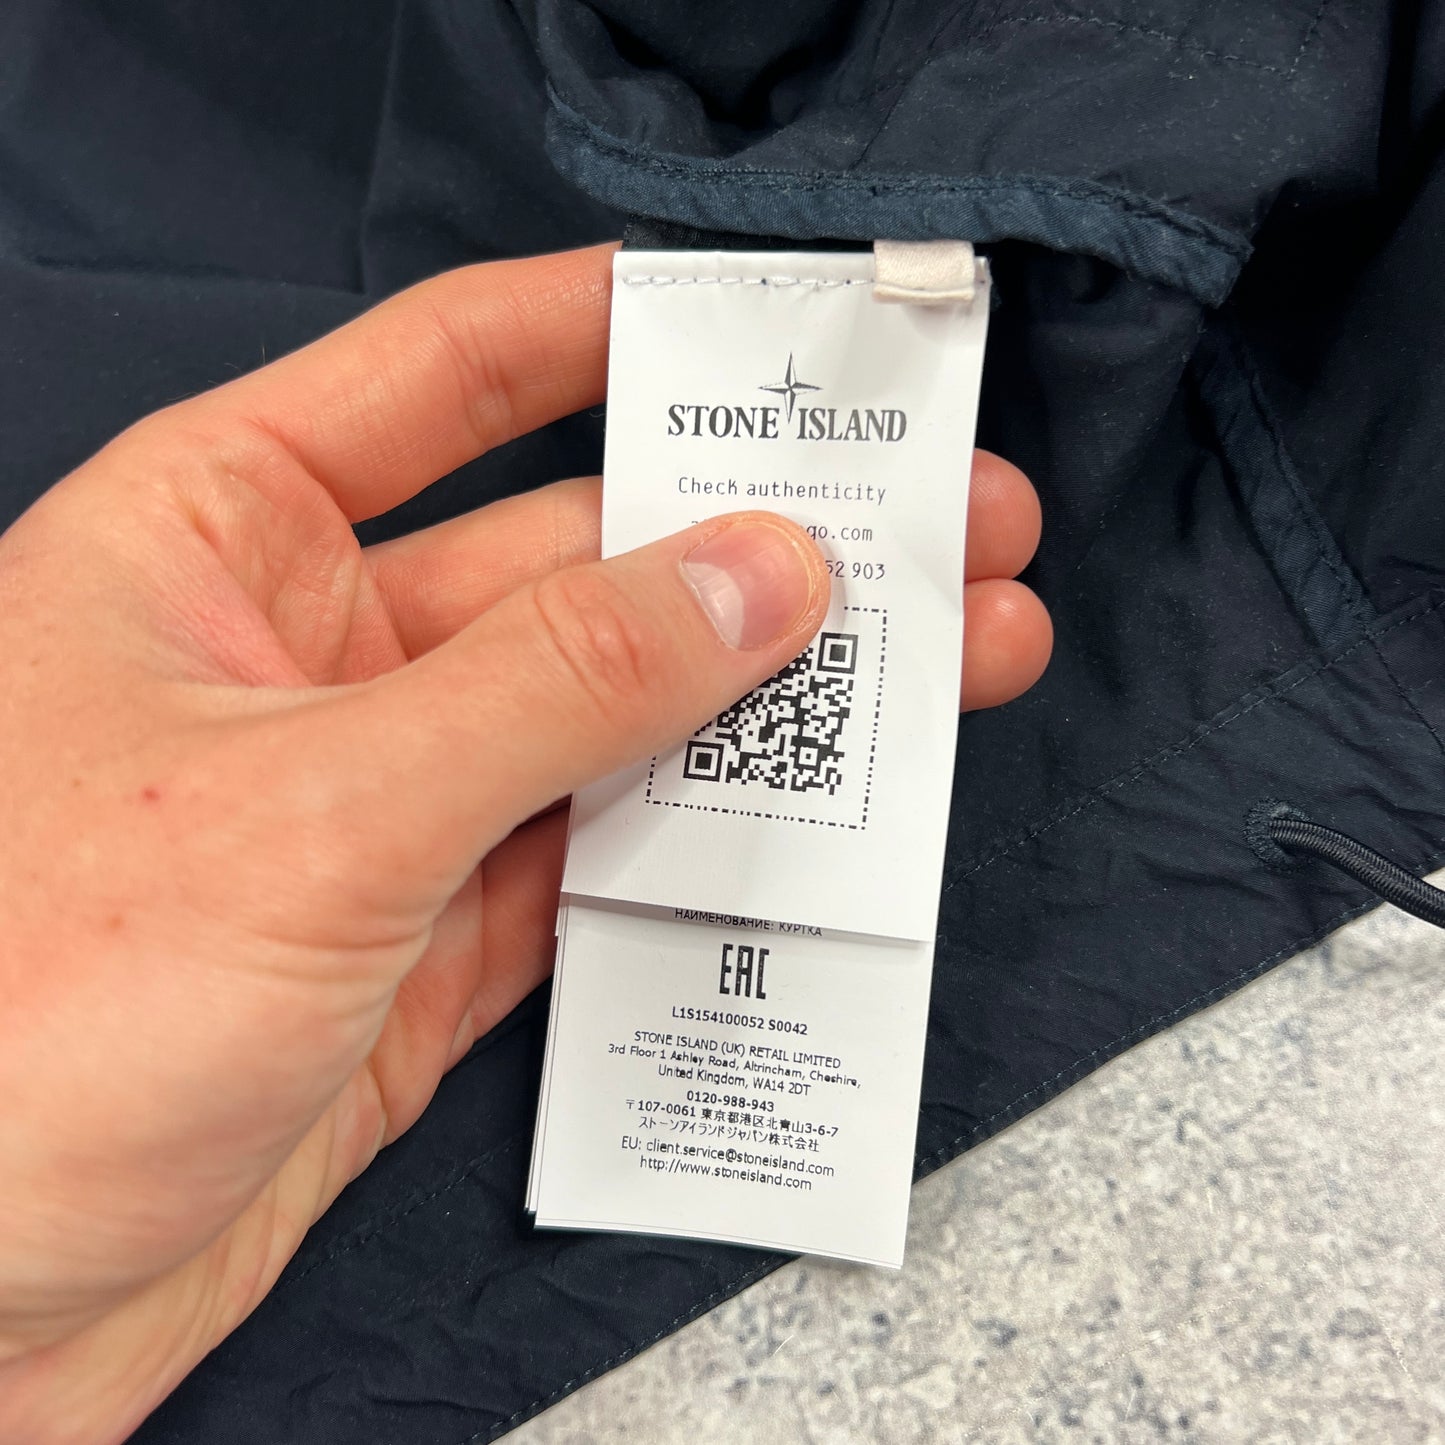 STONE ISLAND
Check authenticity
go.com
52 903
НАИМЕНОВАНИЕ: КУРТКА
EAC
L1S154100052 S0042
STONE ISLAND (UK) RETAIL LIMITED
3rd Floor 1 Ashley Road, Altrincham, Cheshire,
United Kingdom, WA14 2DT
0120-988-943
〒107-0061 東京都港区北青山3-6-7
ストーンアイランドジャパン株式会社
EU: client.service@stoneisland.com
http://www.stoneisland.com